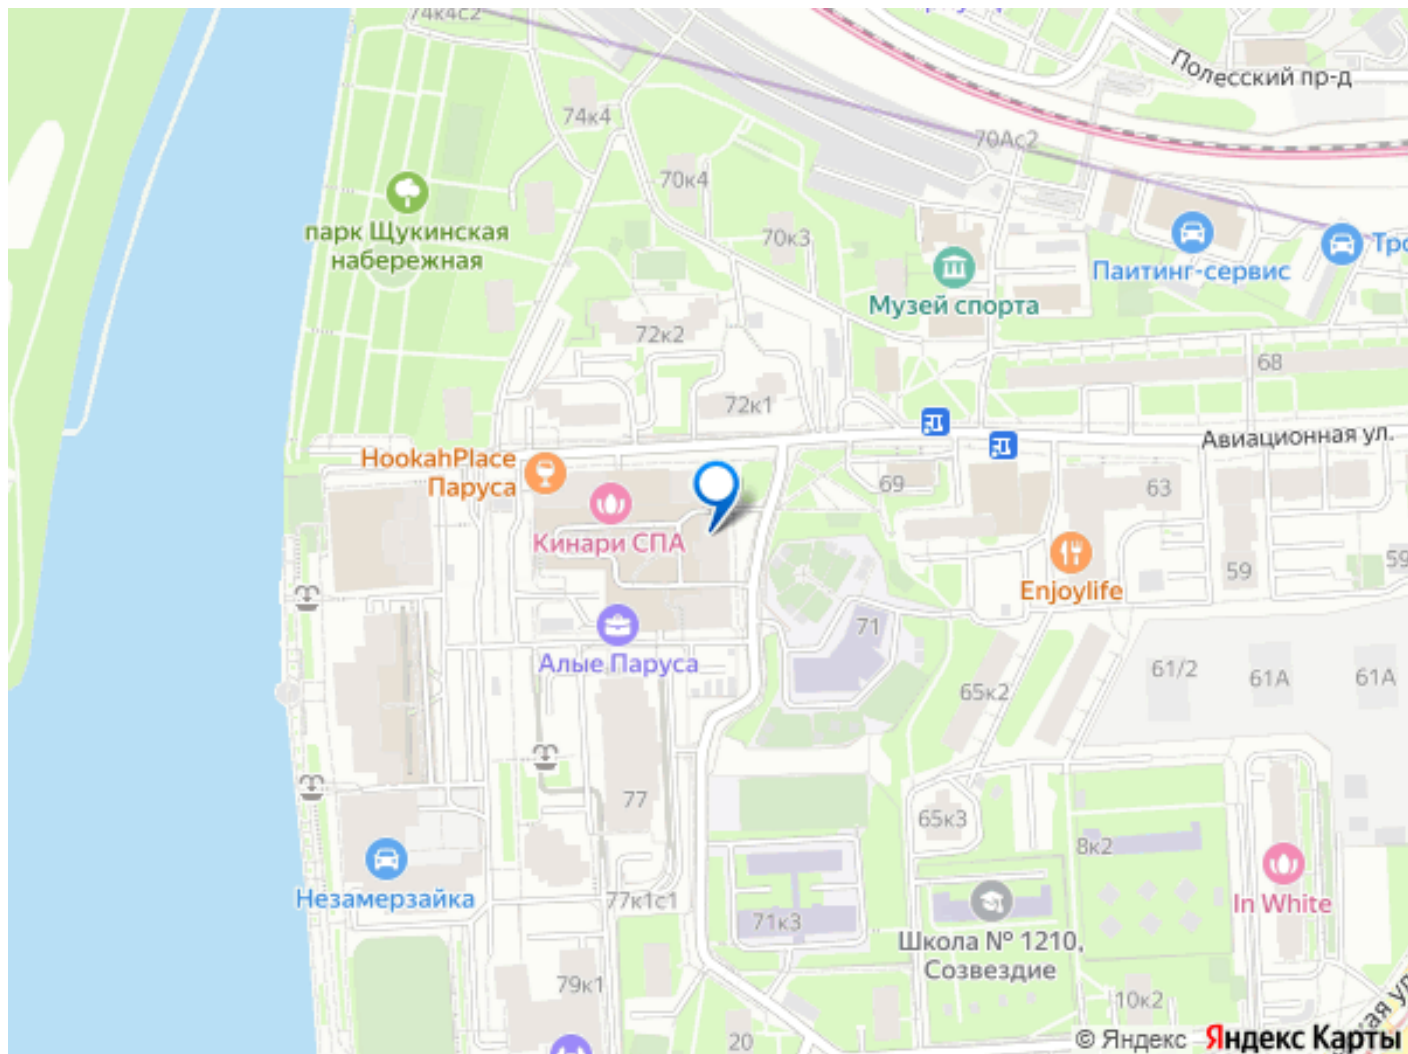 74к4с2
Полесский пр-д
74к4
70Ас2
70к4
парк Щукинская
набережная
70к3
Паитинг-сервис
Музей спорта
72к2
68
72к1
Авиационная ул.
HookahPlace
Паруса
69
63
Кинари СПА
59
59
Enjoylife
71
Алые Паруса
61/2
61А
61А
65к2
77
65к3
8к2
Незамерзайка
77к1с1
In White
71к3
Школа № 1210,
Созвездие
79к1
10к2
20
© Яндекс Яндекс Карты